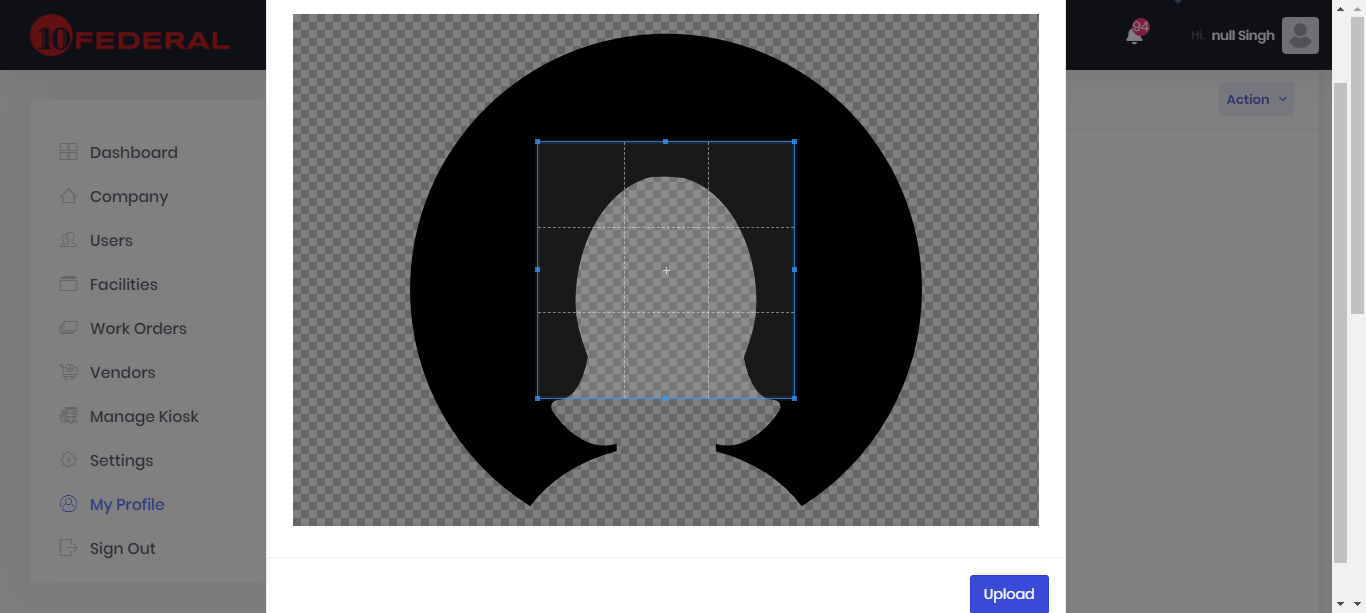 10 FEDERAL
94
Hi, null Singh
Action
Dashboard
Company
Users
Facilities
Work Orders
Vendors
Manage Kiosk
Settings
My Profile
Sign Out
Upload